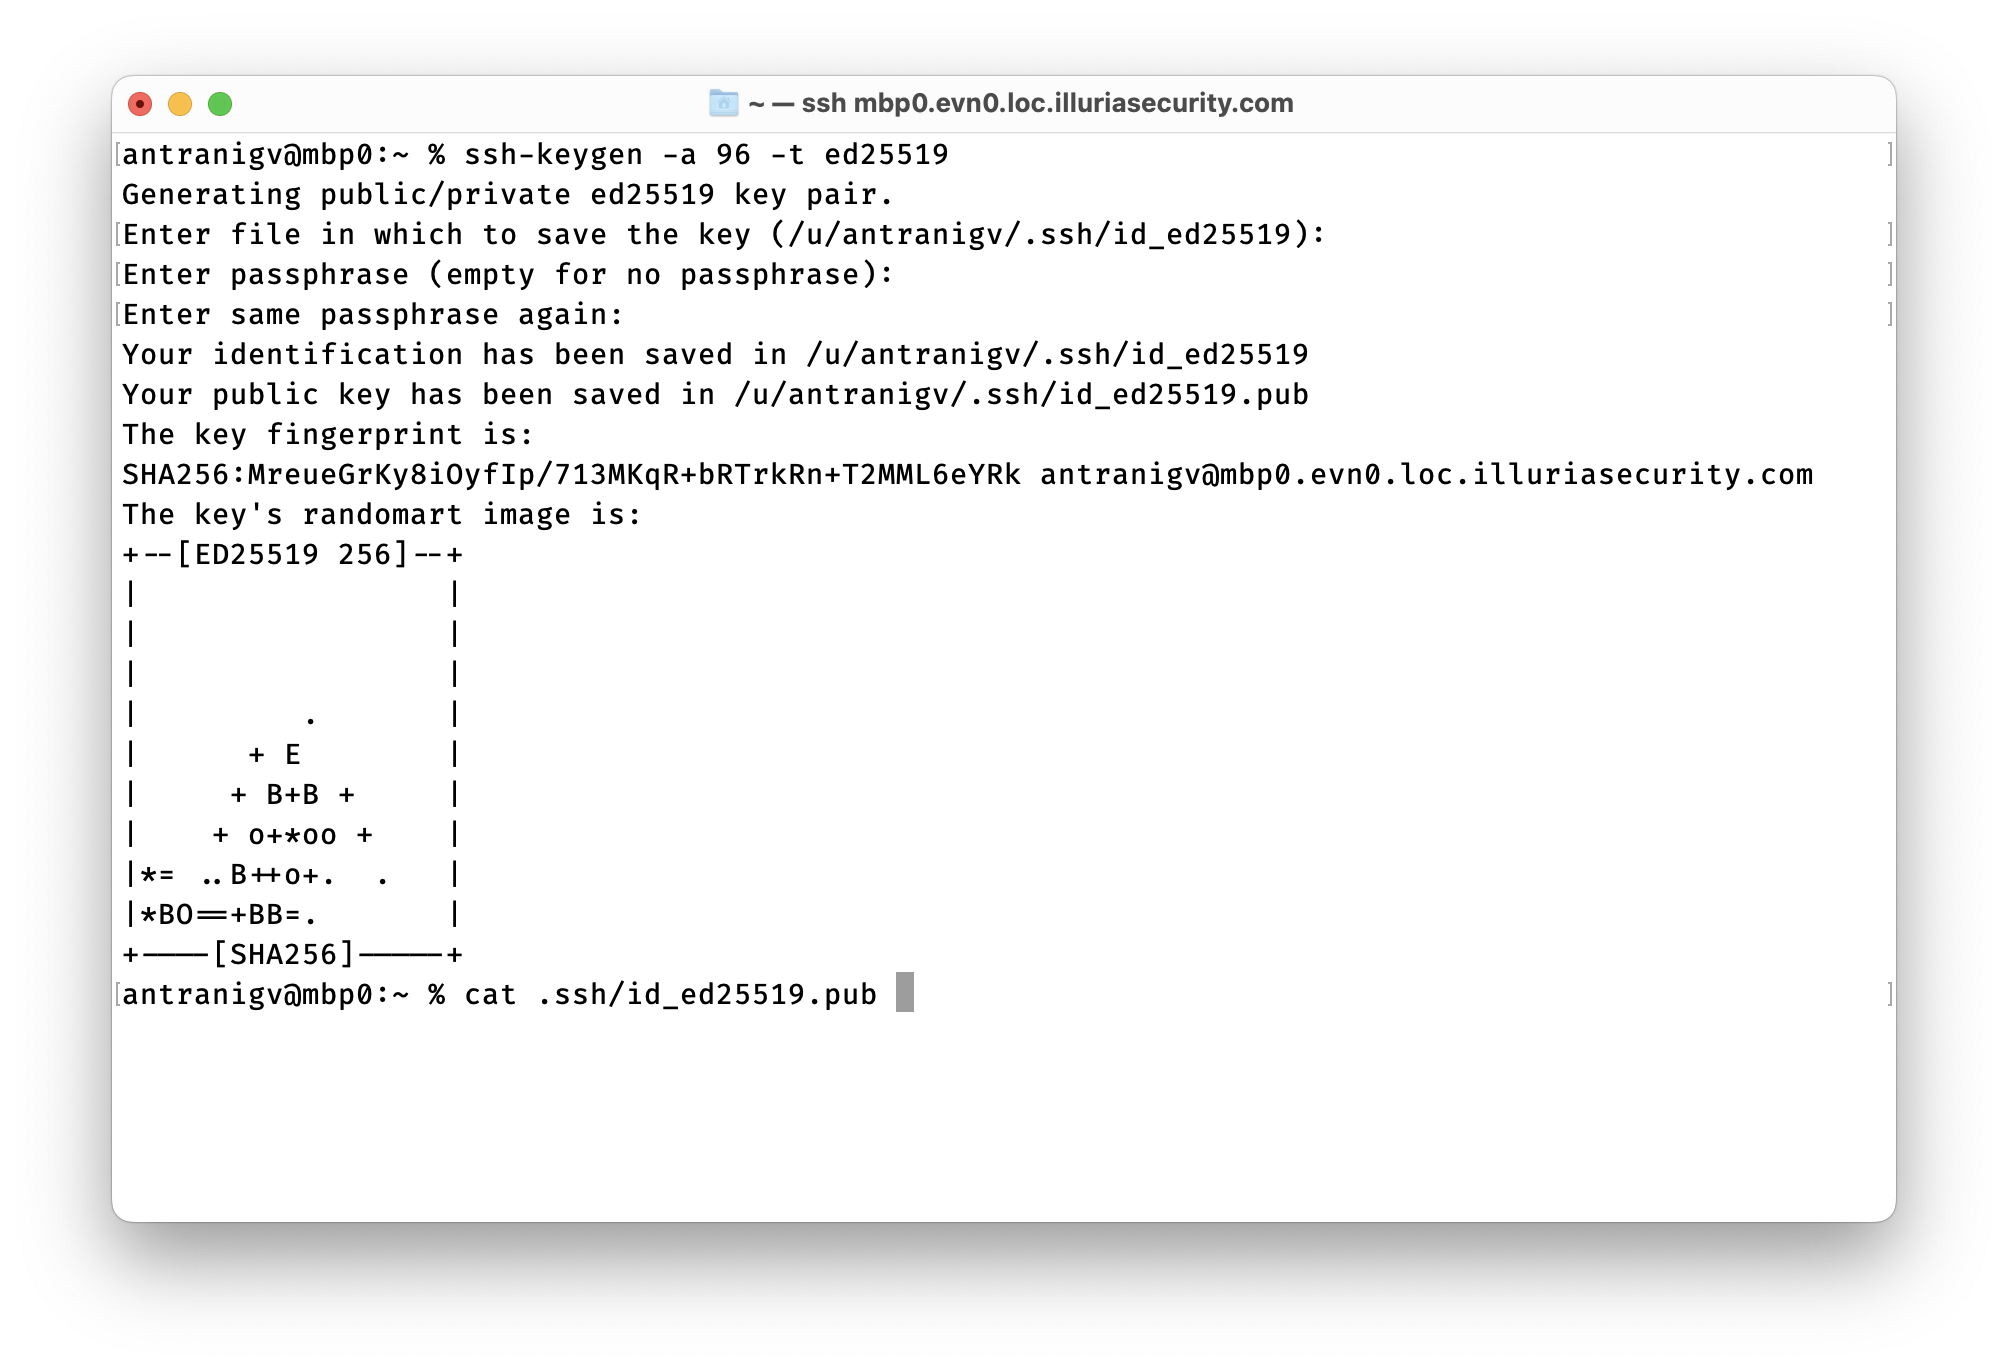 ~ — ssh mbp0.evn0.loc.illuriasecurity.com
[antranigv@mbp0:~ % ssh-keygen -a 96 -t ed25519 ]
Generating public/private ed25519 key pair.
[Enter file in which to save the key (/u/antranigv/.ssh/id_ed25519): ]
[Enter passphrase (empty for no passphrase): ]
[Enter same passphrase again: ]
Your identification has been saved in /u/antranigv/.ssh/id_ed25519
Your public key has been saved in /u/antranigv/.ssh/id_ed25519.pub
The key fingerprint is:
SHA256:MreueGrKy8iOyfIp/713MKqR+bRTrkRn+T2MML6eYRk antranigv@mbp0.evn0.loc.illuriasecurity.com
The key's randomart image is:
+--[ED25519 256]--+
|                 |
|                 |
|                 |
|         .       |
|      + E        |
|     + B+B +     |
|    + o+*oo +    |
|*= ..B++o+.  .   |
|*BO==+BB=.       |
+----[SHA256]-----+
[antranigv@mbp0:~ % cat .ssh/id_ed25519.pub ]